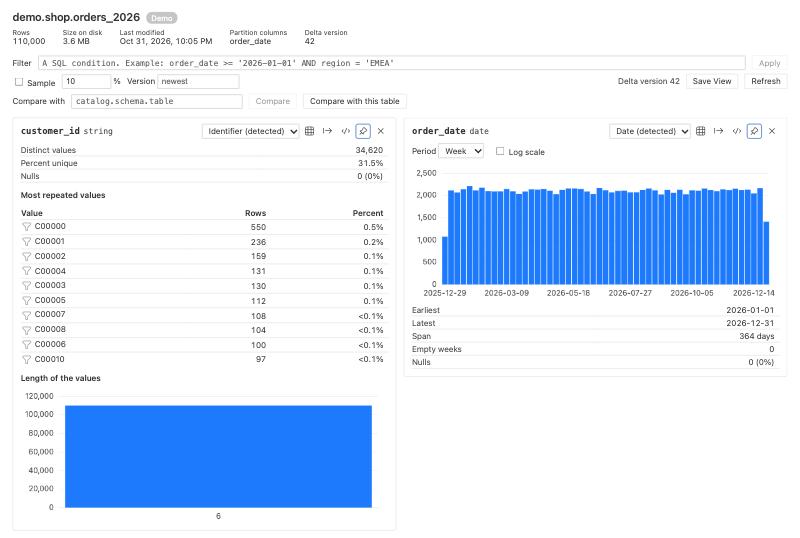 demo.shop.orders_2026 Demo
Rows Size on disk Last modified Partition columns Delta version
110,000 3.6 MB Oct 31, 2026, 10:05 PM order_date 42
Filter A SQL condition. Example: order_date >= '2026-01-01' AND region = 'EMEA' Apply
Sample 10 % Version newest Delta version 42 Save View Refresh
Compare with catalog.schema.table Compare Compare with this table
customer_id string Identifier (detected)
Distinct values 34,620
Percent unique 31.5%
Nulls 0 (0%)
Most repeated values
Value Rows Percent
C00000 550 0.5%
C00001 236 0.2%
C00002 159 0.1%
C00004 131 0.1%
C00003 130 0.1%
C00005 112 0.1%
C00007 108 <0.1%
C00008 104 <0.1%
C00006 100 <0.1%
C00010 97 <0.1%
Length of the values
120,000
100,000
80,000
60,000
40,000
20,000
0
6
order_date date Date (detected)
Period Week Log scale
2,500
2,000
1,500
1,000
500
0
2025-12-29 2026-03-09 2026-05-18 2026-07-27 2026-10-05 2026-12-14
Earliest 2026-01-01
Latest 2026-12-31
Span 364 days
Empty weeks 0
Nulls 0 (0%)